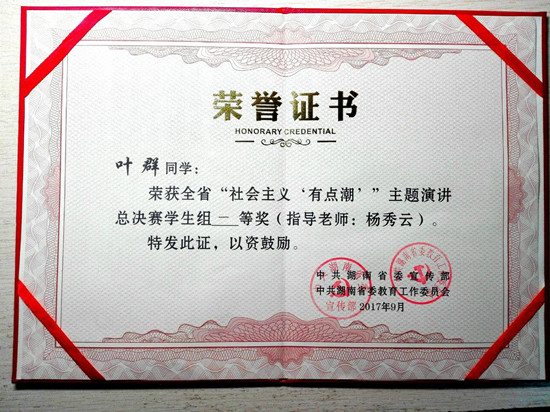 荣誉证书
HONORARY CREDENTIAL
叶群同学：
荣获全省“社会主义‘有点潮’”主题演讲
总决赛学生组一等奖（指导老师：杨秀云）。
特发此证，以资鼓励。
中共湖南省委宣传部
中共湖南省委教育工作委员会
宣传部 2017年9月